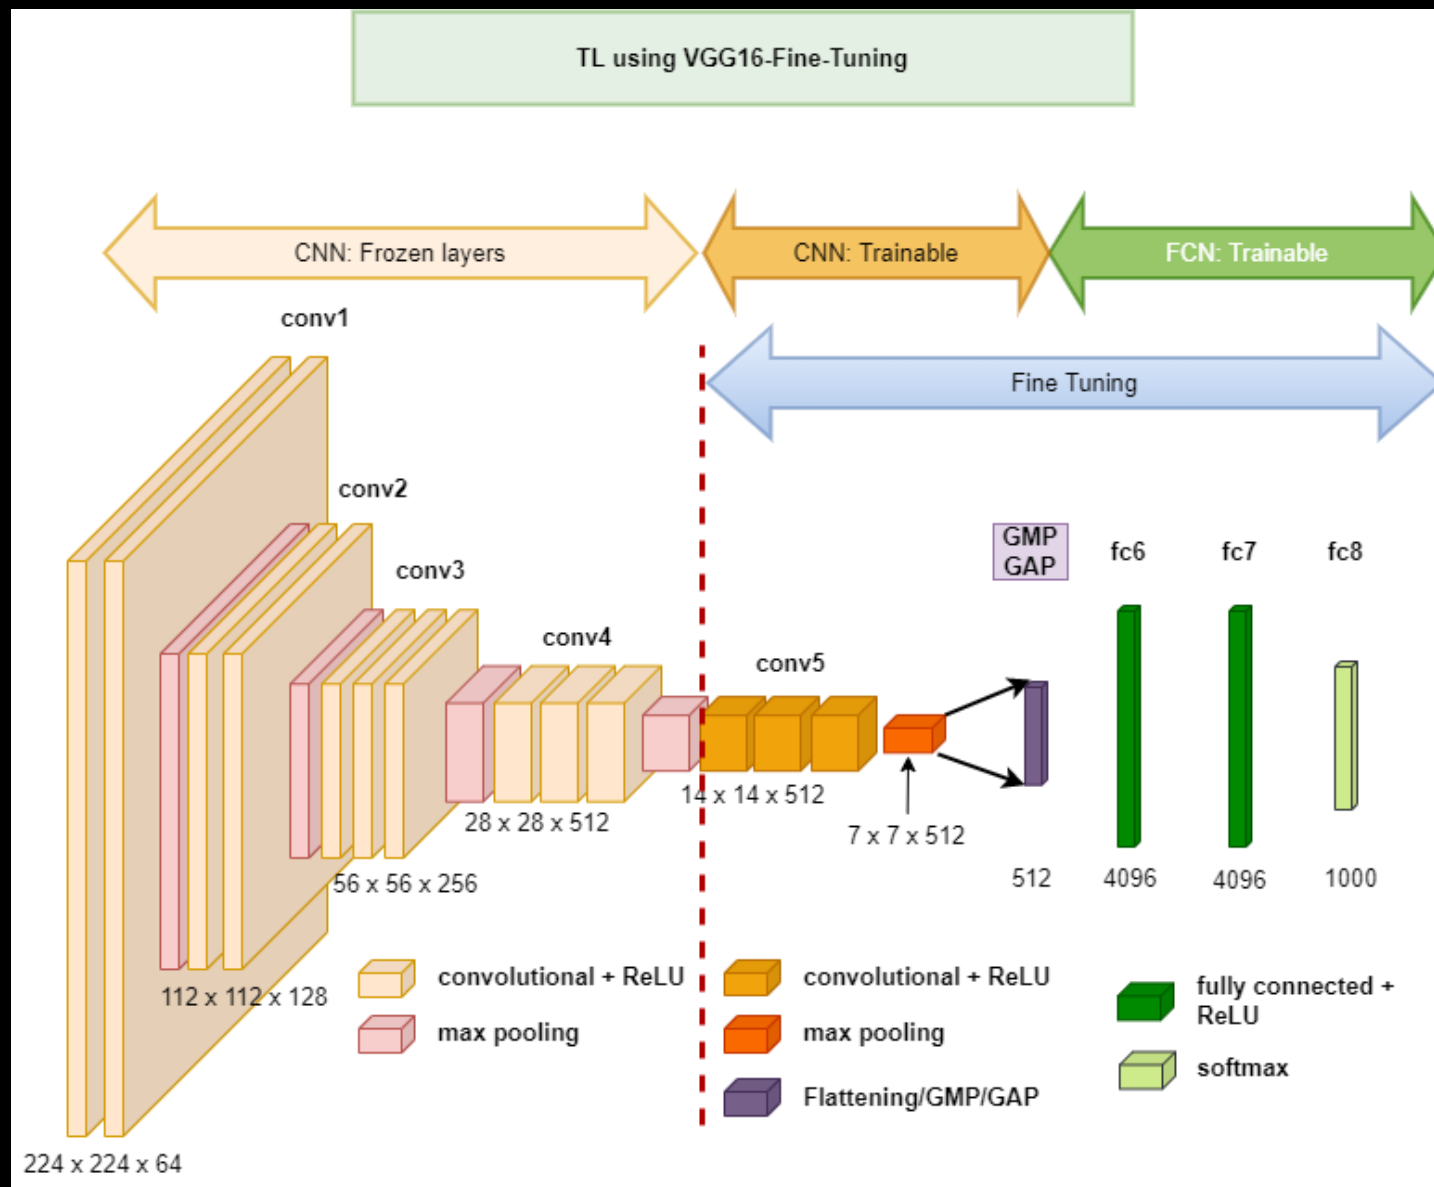 TL using VGG16-Fine-Tuning
CNN: Frozen layers
CNN: Trainable
FCN: Trainable
Fine Tuning
conv1
conv2
conv3
conv4
conv5
GMP
GAP
fc6
fc7
fc8
14 x 14 x 512
28 x 28 x 512
7 x 7 x 512
56 x 56 x 256
512
4096
4096
1000
112 x 112 x 128
224 x 224 x 64
convolutional + ReLU
max pooling
convolutional + ReLU
max pooling
Flattening/GMP/GAP
fully connected +
ReLU
softmax